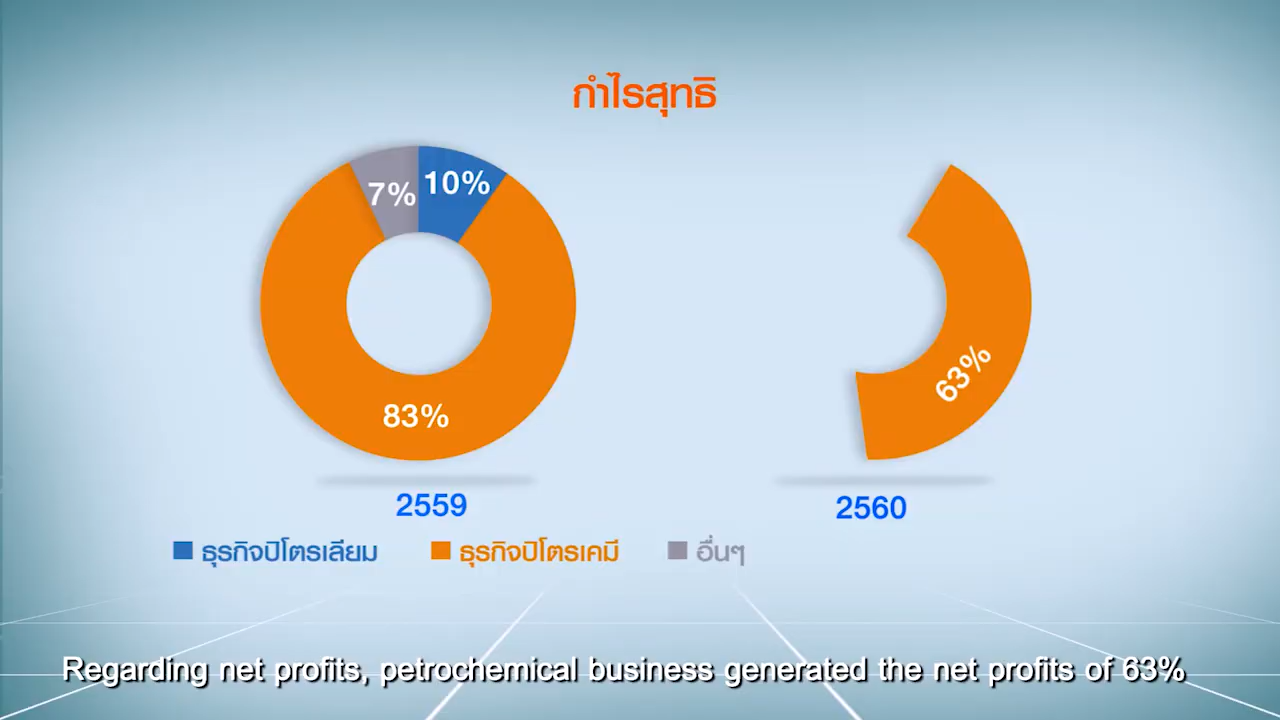 กำไรสุทธิ
7%
10%
83%
63%
2559
2560
ธุรกิจปิโตรเลียม
ธุรกิจปิโตรเคมี
อื่นๆ
Regarding net profits, petrochemical business generated the net profits of 63%